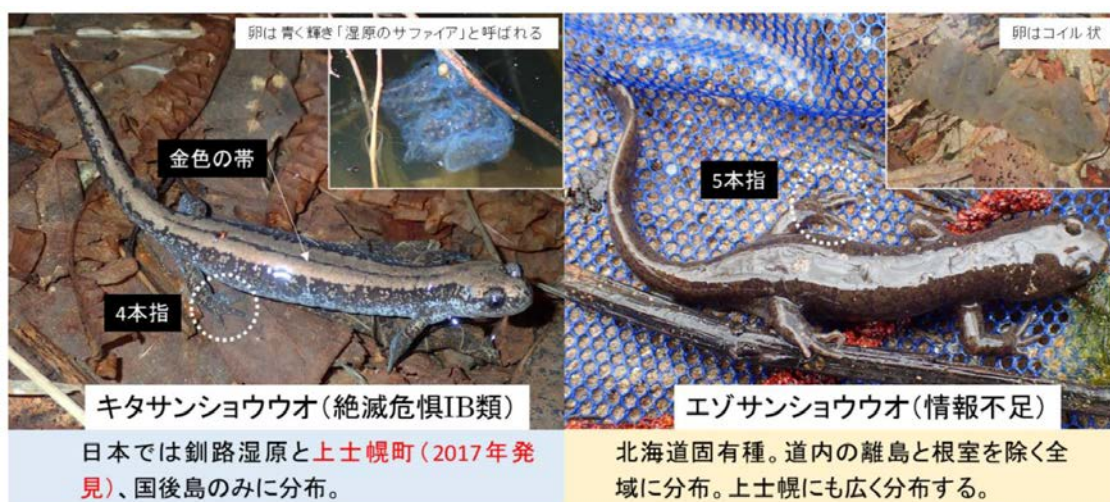 卵は青く輝き「湿原のサファイア」と呼ばれる
金色の帯
4本指
キタサンショウウオ(絶滅危惧IB類)
日本では釧路湿原と上士幌町(2017年発
見)、国後島のみに分布。
卵はコイル状
5本指
エゾサンショウウオ(情報不足)
北海道固有種。道内の離島と根室を除く全
域に分布。上士幌にも広く分布する。